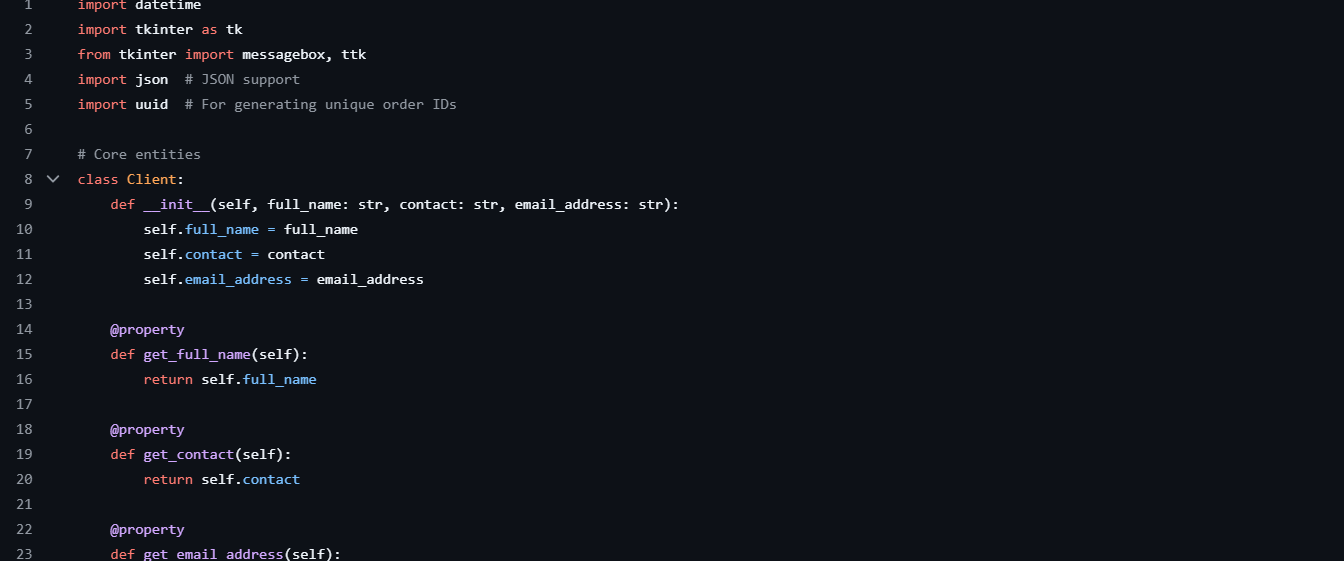 1 import datetime
2 import tkinter as tk
3 from tkinter import messagebox, ttk
4 import json  # JSON support
5 import uuid  # For generating unique order IDs
6
7 # Core entities
8 class Client:
9     def __init__(self, full_name: str, contact: str, email_address: str):
10         self.full_name = full_name
11         self.contact = contact
12         self.email_address = email_address
13
14     @property
15     def get_full_name(self):
16         return self.full_name
17
18     @property
19     def get_contact(self):
20         return self.contact
21
22     @property
23     def get_email_address(self):